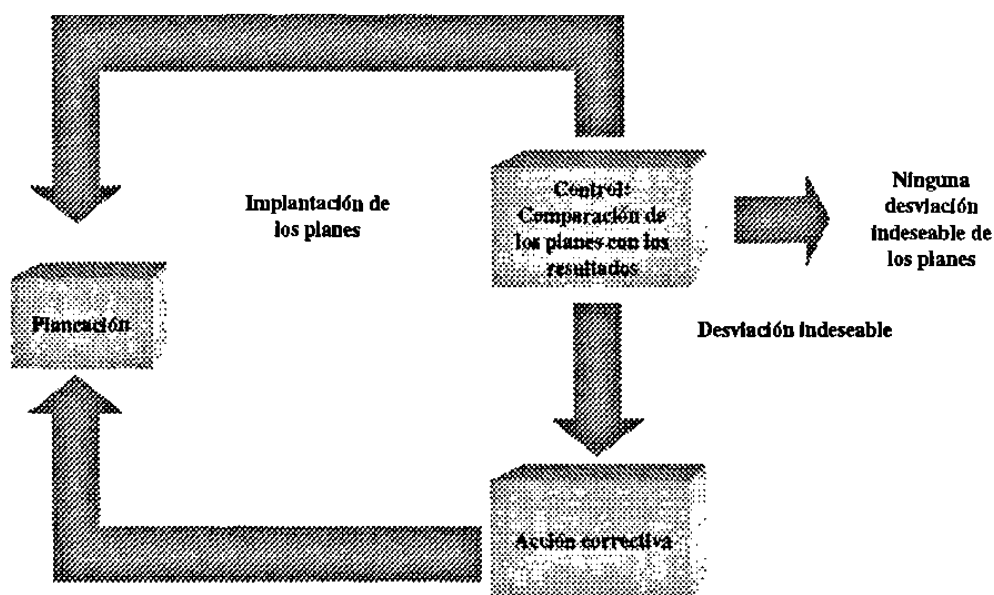 Implantación de
los planes
Control:
Comparación de
los planes con los
resultados
Ninguna
desviación
indeseable de
los planes
Planeación
Desviación indeseable
Acción correctiva